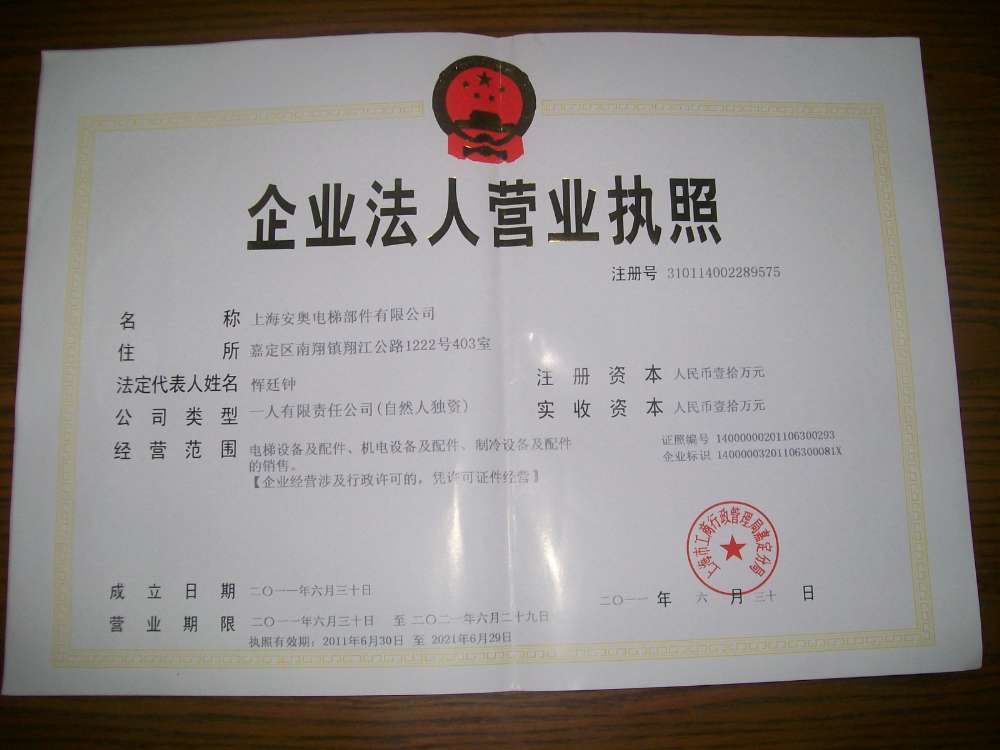 企业法人营业执照
注册号 310114002289575
名 称 上海安奥电梯部件有限公司
住 所 嘉定区南翔镇翔江公路1222号403室
法定代表人姓名 恽廷钟
注 册 资 本 人民币壹拾万元
公 司 类 型 一人有限责任公司(自然人独资)
实 收 资 本 人民币壹拾万元
经 营 范 围 电梯设备及配件、机电设备及配件、制冷设备及配件
的销售。
【企业经营涉及行政许可的，凭许可证件经营】
证照编号 14000000201106300293
企业标识 14000003201106300081X
上海市工商行政管理局嘉定分局
成 立 日 期 二〇一一年六月三十日
二〇一一 年 六 月 三十 日
营 业 期 限 二〇一一年六月三十日 至 二〇二一年六月二十九日
执照有效期：2011年6月30日 至 2021年6月29日